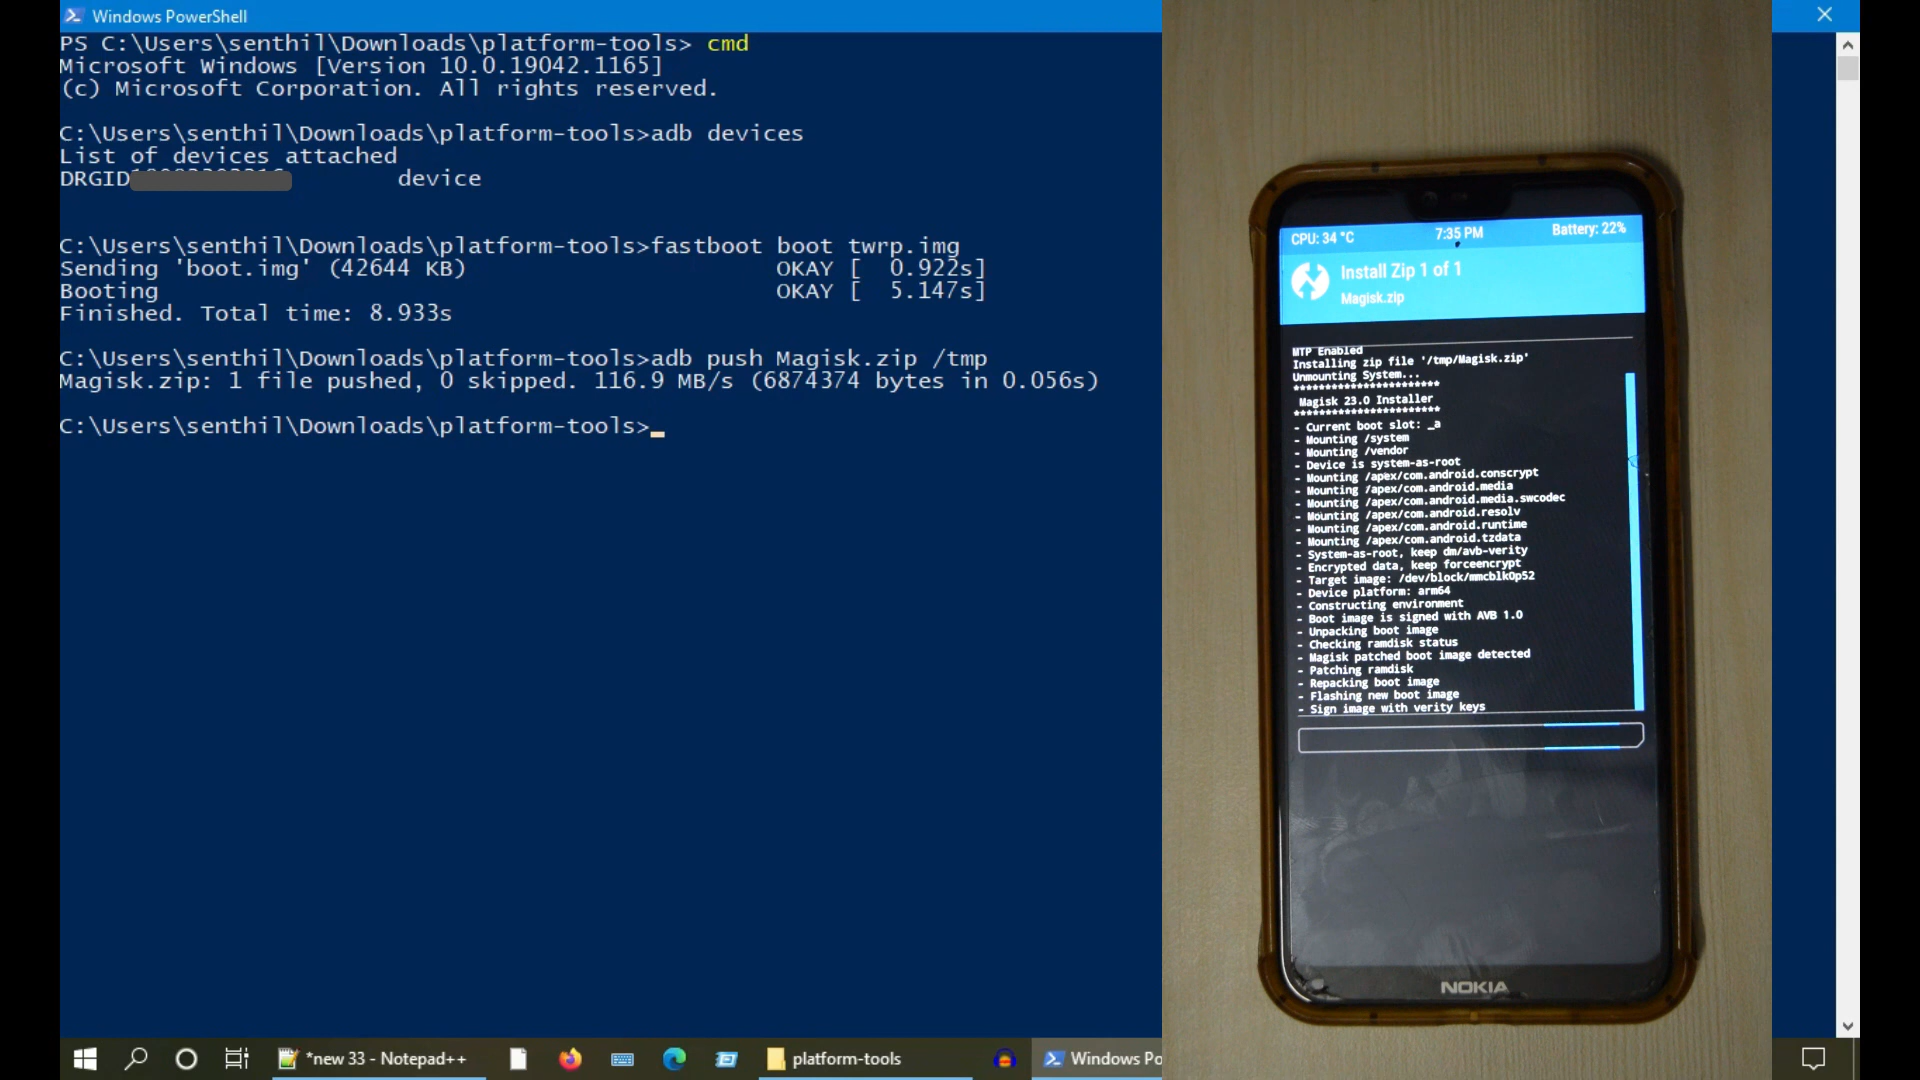 Windows PowerShell
PS C:\Users\senthil\Downloads\platform-tools> cmd
Microsoft Windows [Version 10.0.19042.1165]
(c) Microsoft Corporation. All rights reserved.
C:\Users\senthil\Downloads\platform-tools>adb devices
List of devices attached
DRGID device
C:\Users\senthil\Downloads\platform-tools>fastboot boot twrp.img
Sending 'boot.img' (42644 KB) OKAY [ 0.922s]
Booting OKAY [ 5.147s]
Finished. Total time: 8.933s
C:\Users\senthil\Downloads\platform-tools>adb push Magisk.zip /tmp
Magisk.zip: 1 file pushed, 0 skipped. 116.9 MB/s (6874374 bytes in 0.056s)
C:\Users\senthil\Downloads\platform-tools>
*new 33 - Notepad++
platform-tools
Windows Po
CPU: 34 °C 7:35 PM Battery: 22%
Install Zip 1 of 1
Magisk.zip
MTP Enabled
Installing zip file '/tmp/Magisk.zip'
Unmounting System...
***********************
Magisk 23.0 Installer
***********************
- Current boot slot: _a
- Mounting /system
- Mounting /vendor
- Device is system-as-root
- Mounting /apex/com.android.conscrypt
- Mounting /apex/com.android.media
- Mounting /apex/com.android.media.swcodec
- Mounting /apex/com.android.resolv
- Mounting /apex/com.android.runtime
- Mounting /apex/com.android.tzdata
- System-as-root, keep dm/avb-verity
- Encrypted data, keep forceencrypt
- Target image: /dev/block/mmcblk0p52
- Device platform: arm64
- Constructing environment
- Boot image is signed with AVB 1.0
- Unpacking boot image
- Checking ramdisk status
- Magisk patched boot image detected
- Patching ramdisk
- Repacking boot image
- Flashing new boot image
- Sign image with verity keys
NOKIA